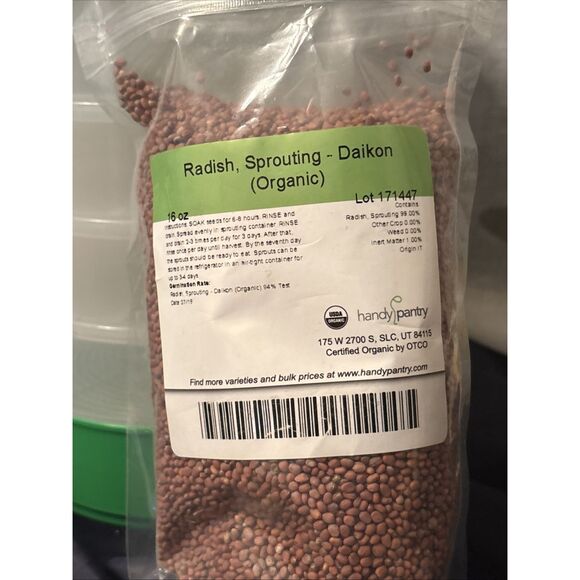 Radish, Sprouting - Daikon
(Organic)
16 oz
Lot 171447
Instructions: SOAK seeds for 6-8 hours. RINSE and
drain. Spread evenly in sprouting container. RINSE
and drain 2-3 times per day for 3 days. After that,
rinse once per day until harvest. By the seventh day
the sprouts should be ready to eat. Sprouts can be
stored in the refrigerator in an air-tight container for
up to 3-4 days.
Germination Rate:
Radish, Sprouting - Daikon (Organic) 94% Test
Date 07/19
Contains
Radish, Sprouting 99.00%
Other Crop 0.00%
Weed 0.00%
Inert Matter 1.00%
Origin IT
USDA
ORGANIC
handy pantry
175 W 2700 S, SLC, UT 84115
Certified Organic by OTCO
Find more varieties and bulk prices at www.handypantry.com